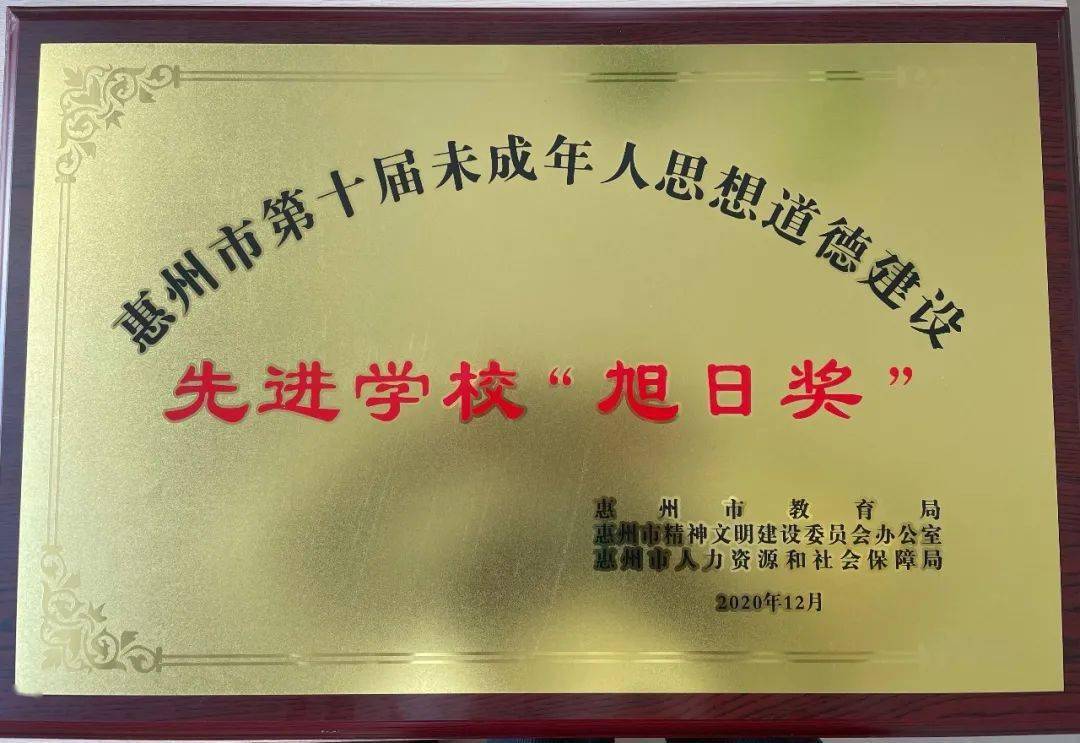 惠州市第十届未成年人思想道德建设
先进学校“旭日奖”
惠州市教育局
惠州市精神文明建设委员会办公室
惠州市人力资源和社会保障局
2020年12月